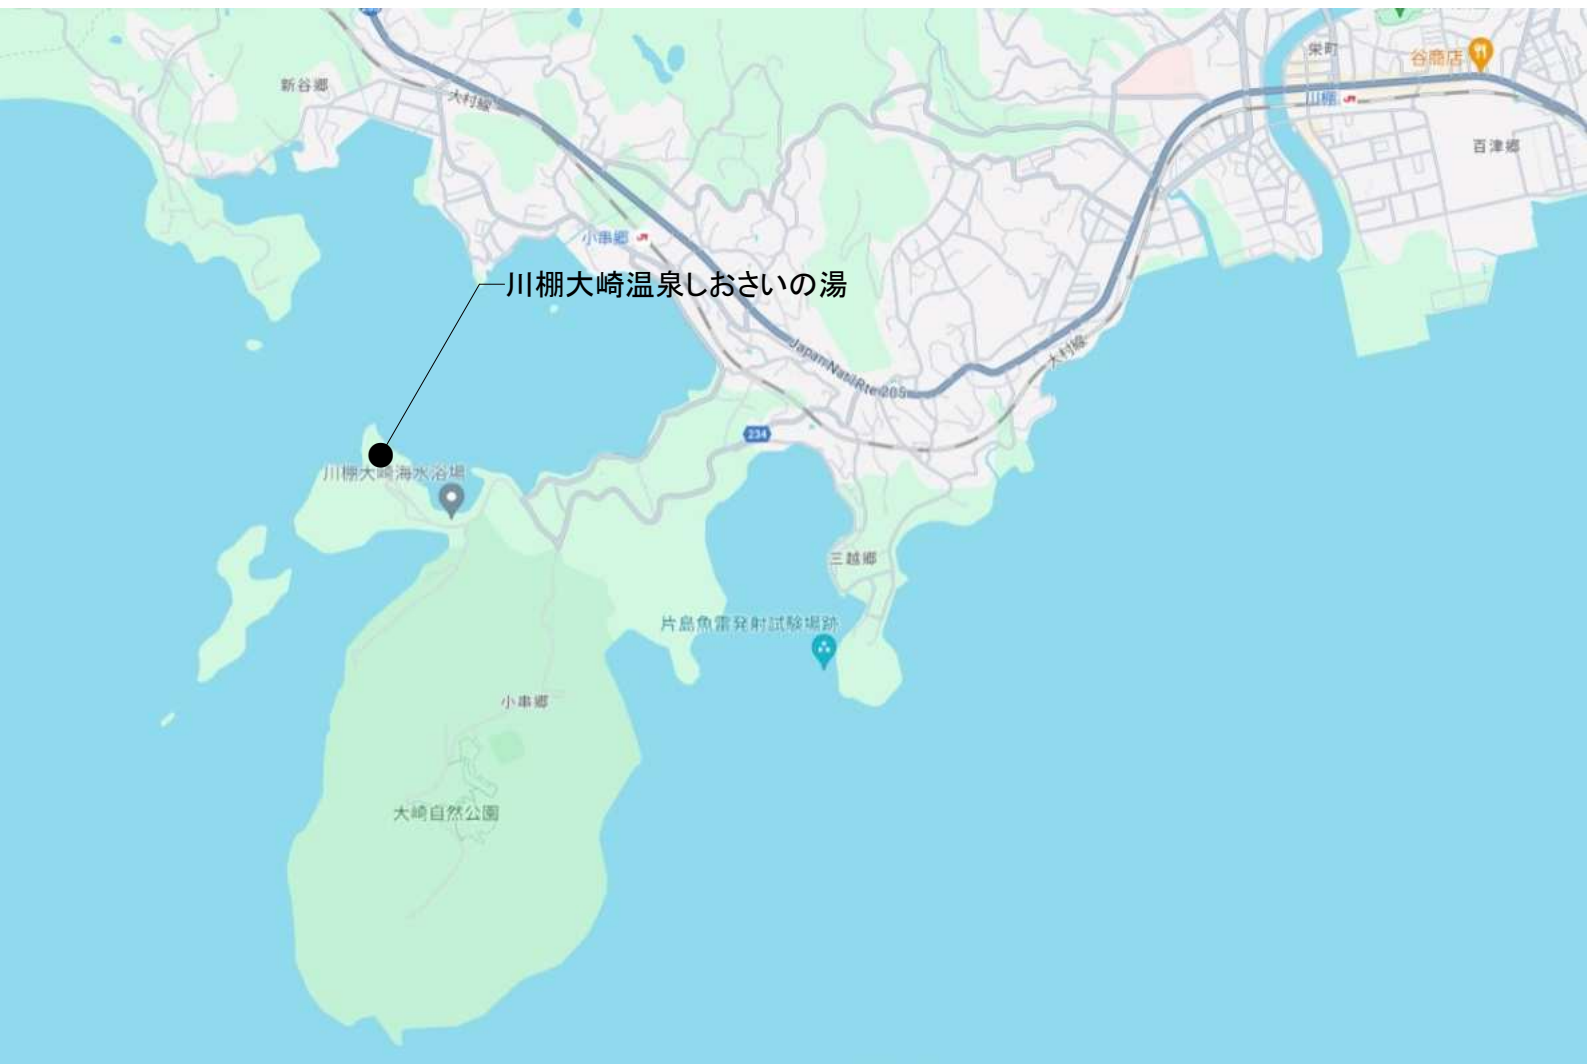 栄町
谷商店
新谷郷
大村線
川棚
百津郷
小串郷
川棚大崎温泉しおさいの湯
Japan Nat'l Rte 205
大村線
234
川棚大崎海水浴場
三越郷
片島魚雷発射試験場跡
小串郷
大崎自然公園